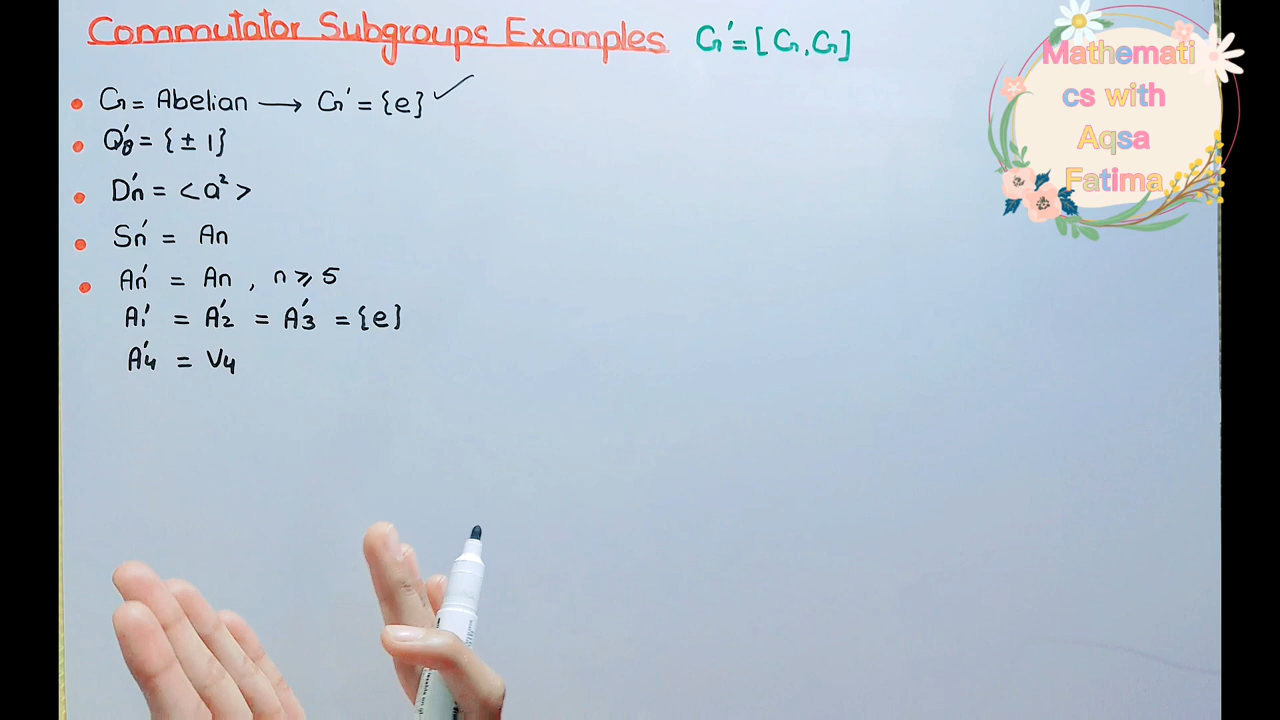 Commutator Subgroups Examples G' = [G, G]
• G = Abelian → G' = {e} ✓
• Q8' = {± 1}
• Dn' = <a²>
• Sn' = An
• An' = An , n ≥ 5
A1' = A2' = A3' = {e}
A4' = V4
Mathemati
cs with
Aqsa
Fatima